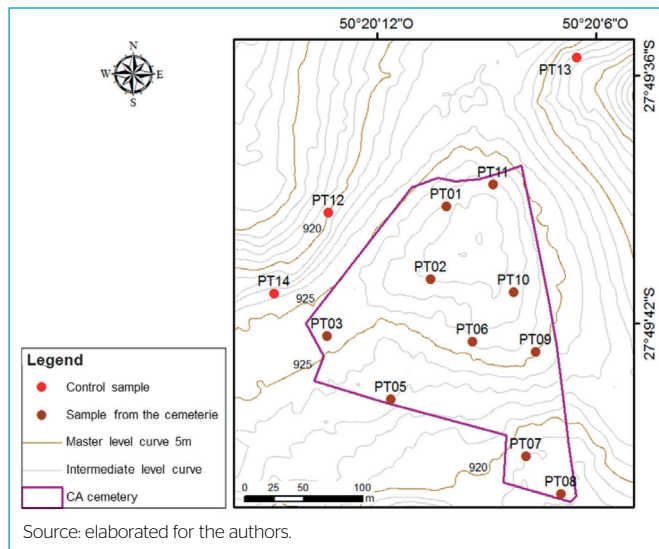 50°20'12"O 50°20'6"O
N
W E
S
PT13
27°49'36"S
PT11
PT01
PT12
920
PT02
PT14
PT10
925
27°49'42"S
PT03
PT06
PT09
925
PT05
PT07
920
PT08
Legend
Control sample
Sample from the cemeterie
Master level curve 5m
Intermediate level curve
CA cemetery
0 25 50 100
m
Source: elaborated for the authors.